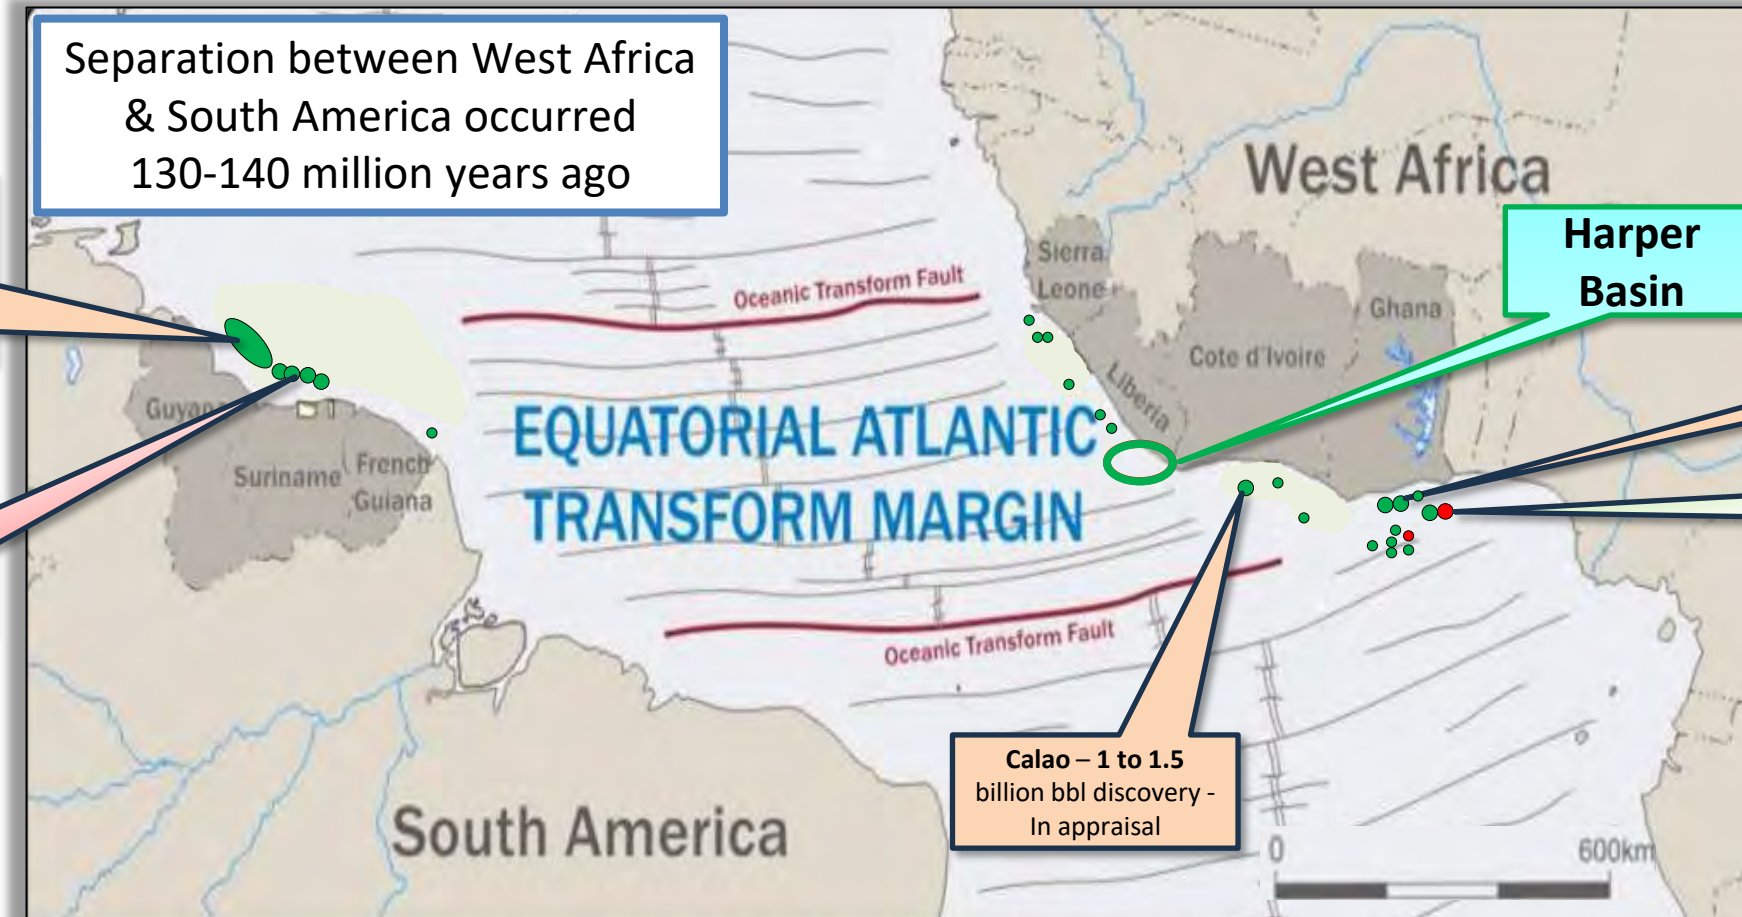 Separation between West Africa
& South America occurred
130-140 million years ago
West Africa
Harper
Basin
Sierra
Leone
Oceanic Transform Fault
Ghana
Cote d'Ivoire
Liberia
Guyana
EQUATORIAL ATLANTIC
TRANSFORM MARGIN
Suriname
French
Guiana
Oceanic Transform Fault
Calao – 1 to 1.5
billion bbl discovery -
In appraisal
South America
0
600km